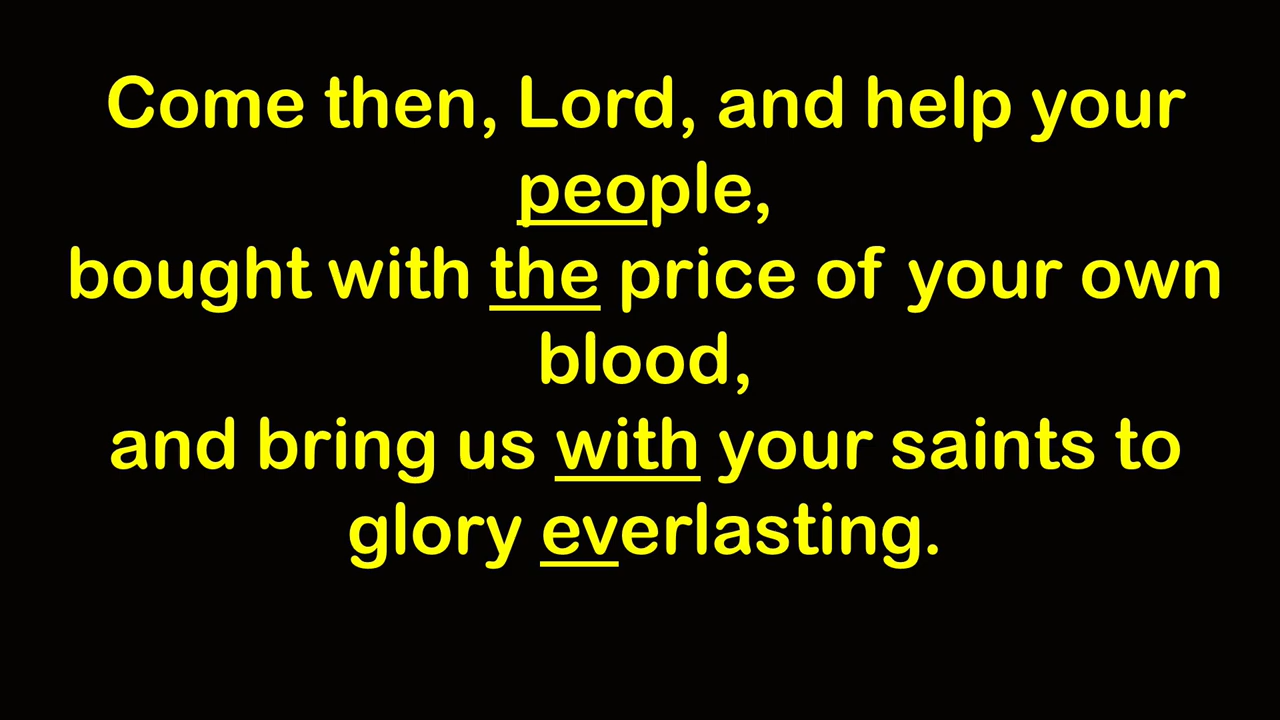 Come then, Lord, and help your
people,
bought with the price of your own
blood,
and bring us with your saints to
glory everlasting.